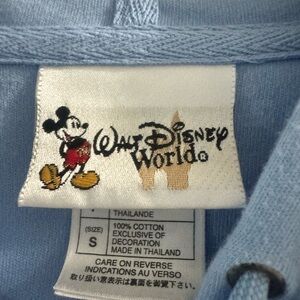 Walt Disney
World®
THAILANDE
(SIZE)
S
100% COTTON
EXCLUSIVE OF
DECORATION
MADE IN THAILAND
CARE ON REVERSE
INDICATIONS AU VERSO
取り扱い表示は裏面を御覧下さい